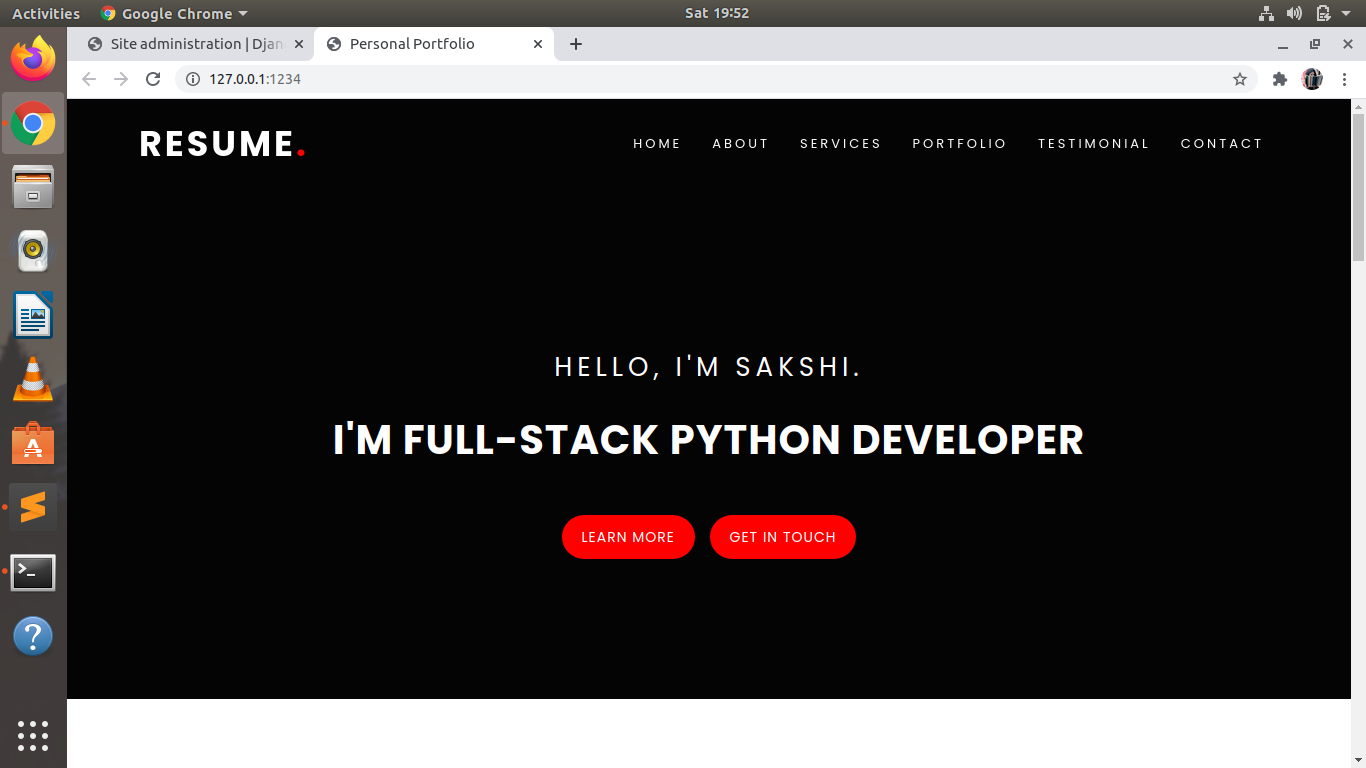 Activities Google Chrome Sat 19:52
Site administration | Djan Personal Portfolio
127.0.0.1:1234
RESUME. HOME ABOUT SERVICES PORTFOLIO TESTIMONIAL CONTACT
HELLO, I'M SAKSHI.
I'M FULL-STACK PYTHON DEVELOPER
LEARN MORE GET IN TOUCH